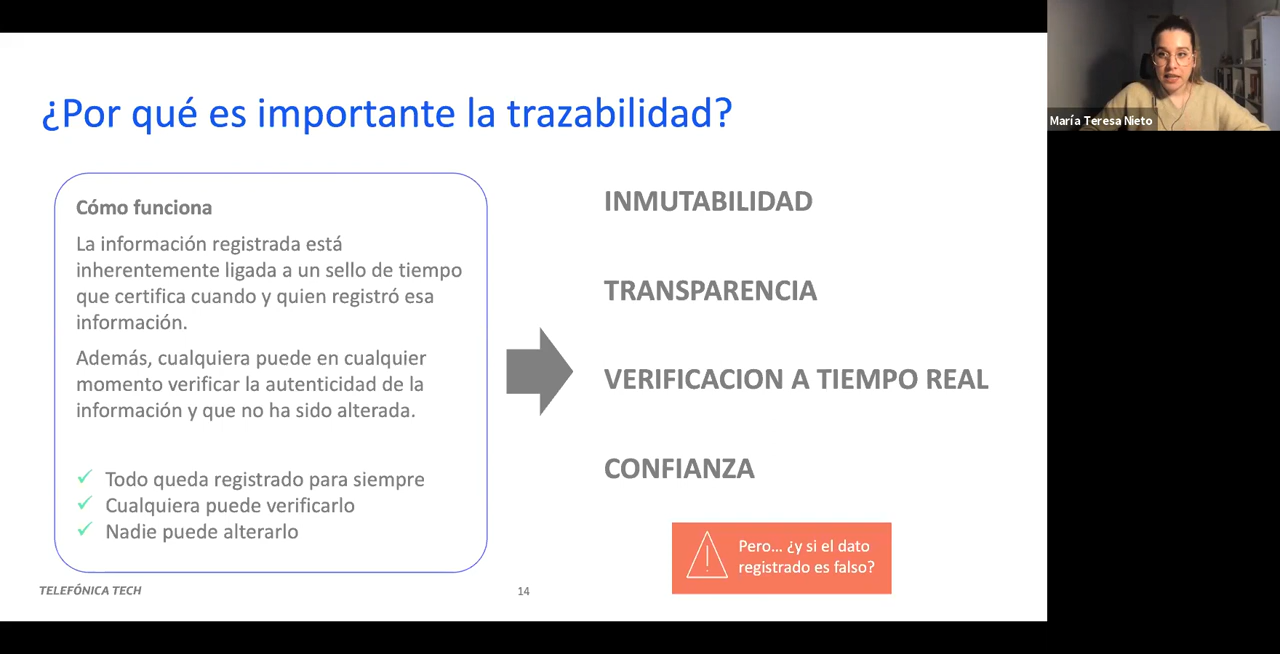 ¿Por qué es importante la trazabilidad?
Cómo funciona
La información registrada está
inherentemente ligada a un sello de tiempo
que certifica cuando y quien registró esa
información.
Además, cualquiera puede en cualquier
momento verificar la autenticidad de la
información y que no ha sido alterada.
Todo queda registrado para siempre
Cualquiera puede verificarlo
Nadie puede alterarlo
INMUTABILIDAD
TRANSPARENCIA
VERIFICACION A TIEMPO REAL
CONFIANZA
Pero... ¿y si el dato
registrado es falso?
TELEFÓNICA TECH
14
María Teresa Nieto